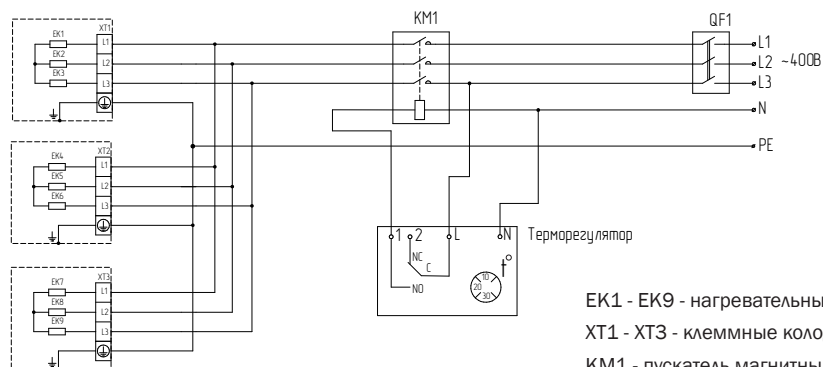 KM1
QF1
XT1
EK1
L1
EK2
L2
EK3
L3
L1
L2 ~400В
L3
N
PE
XT2
EK4
L1
EK5
L2
EK6
L3
1 2 L N Терморегулятор
NC
C
NO
t°
10
20
30
XT3
EK7
L1
EK8
L2
EK9
L3
EK1 - EK9 - нагревательны
XT1 - XT3 - клеммные коло
KM1 - пускатель магнитны